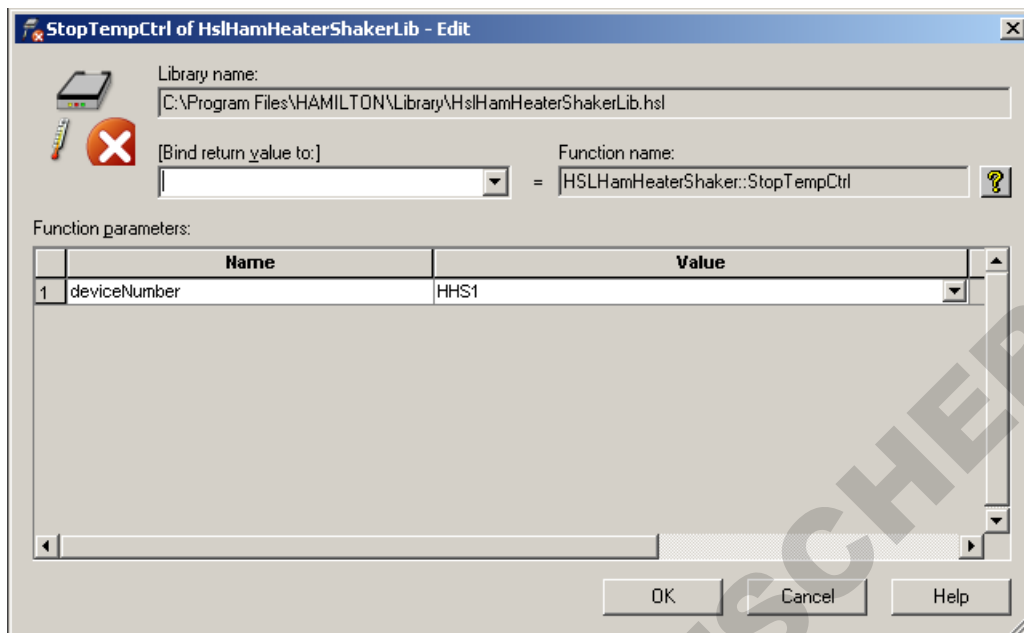 StopTempCtrl of HslHamHeaterShakerLib - Edit
Library name:
C:\Program Files\HAMILTON\Library\HslHamHeaterShakerLib.hsl
[Bind return value to:]
Function name:
= HSLHamHeaterShaker::StopTempCtrl
Function parameters:
Name Value
1 deviceNumber HHS1
OK Cancel Help